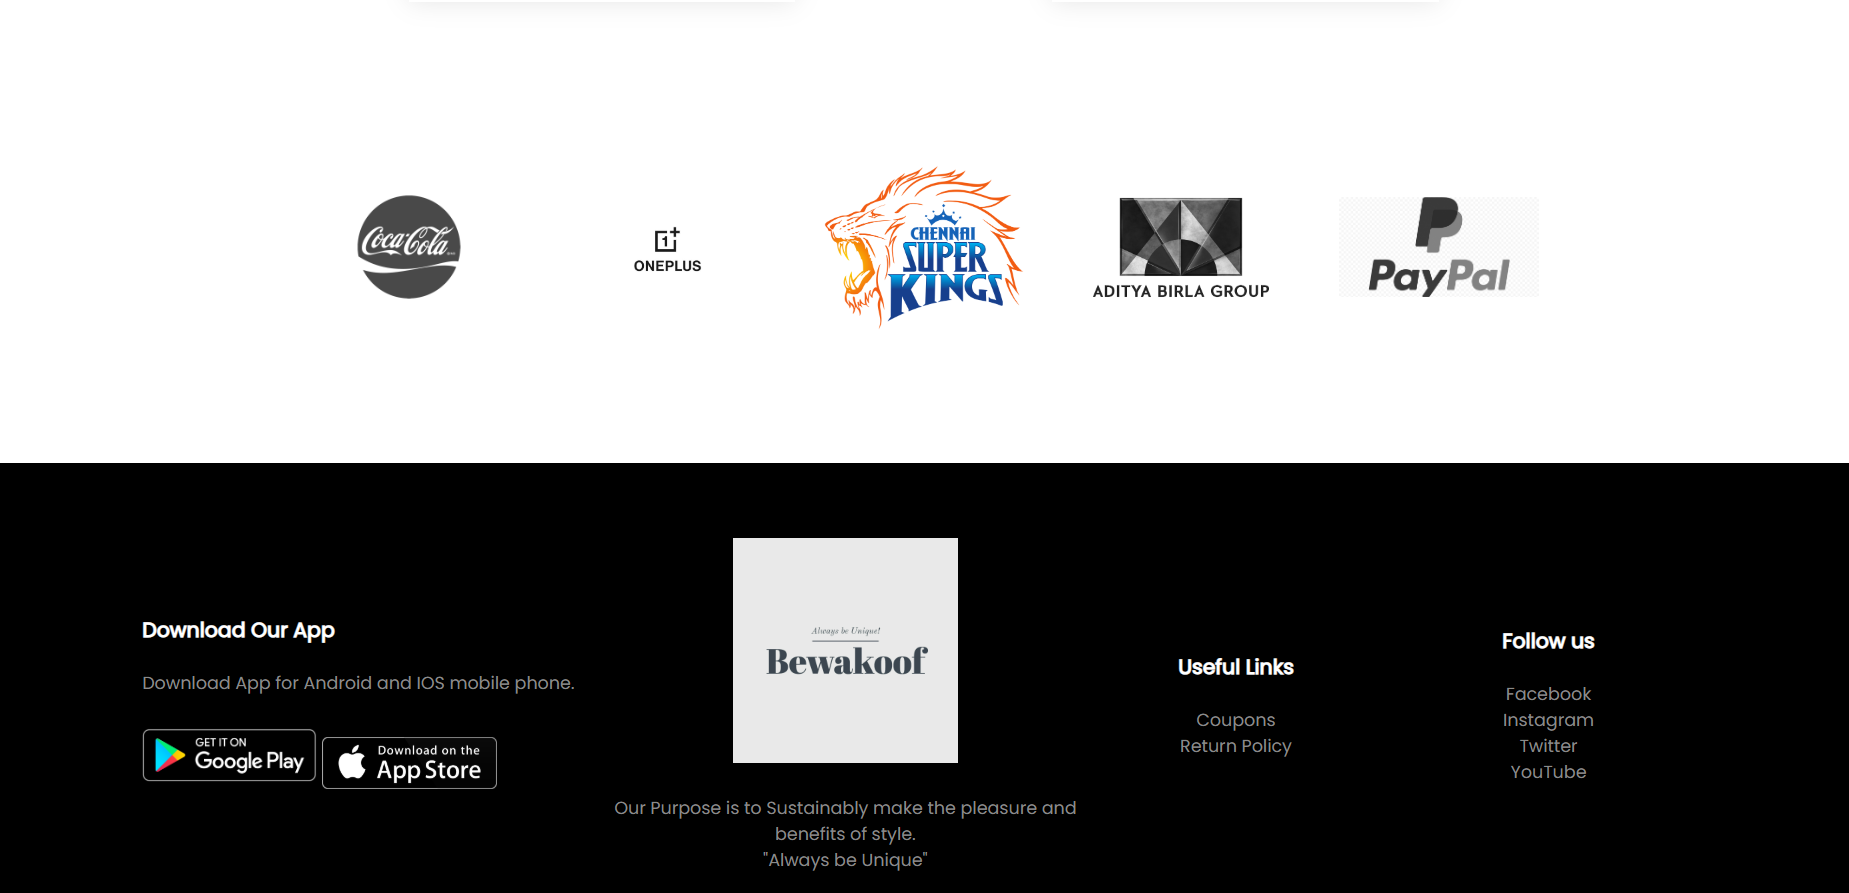 Coca-Cola
ONEPLUS
CHENNAI
SUPER
KINGS
ADITYA BIRLA GROUP
PayPal
Download Our App
Download App for Android and IOS mobile phone.
GET IT ON
Google Play
Download on the
App Store
Always be Unique!
Bewakoof
Our Purpose is to Sustainably make the pleasure and
benefits of style.
"Always be Unique"
Useful Links
Coupons
Return Policy
Follow us
Facebook
Instagram
Twitter
YouTube